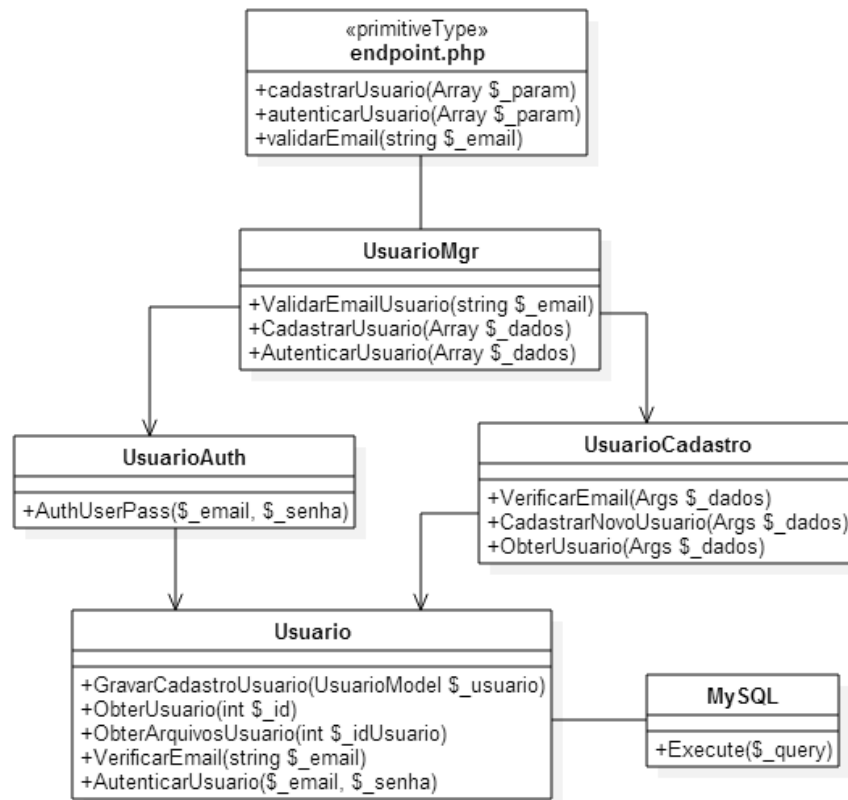 «primitiveType»
endpoint.php
+cadastrarUsuario(Array $_param)
+autenticarUsuario(Array $_param)
+validarEmail(string $_email)
UsuarioMgr
+ValidarEmailUsuario(string $_email)
+CadastrarUsuario(Array $_dados)
+AutenticarUsuario(Array $_dados)
UsuarioAuth
+AuthUserPass($_email, $_senha)
UsuarioCadastro
+VerificarEmail(Args $_dados)
+CadastrarNovoUsuario(Args $_dados)
+ObterUsuario(Args $_dados)
Usuario
+GravarCadastroUsuario(UsuarioModel $_usuario)
+ObterUsuario(int $_id)
+ObterArquivosUsuario(int $_idUsuario)
+VerificarEmail(string $_email)
+AutenticarUsuario($_email, $_senha)
MySQL
+Execute($_query)